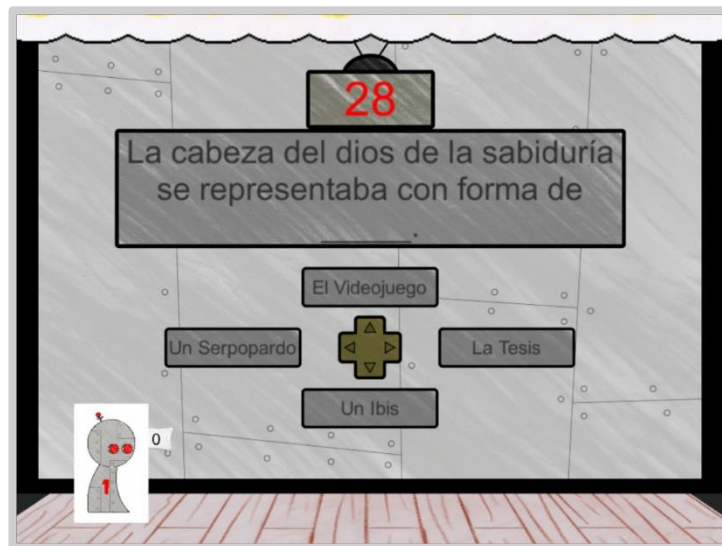 28
La cabeza del dios de la sabiduría
se representaba con forma de
______.
El Videojuego
Un Serpopardo
La Tesis
Un Ibis
0
1